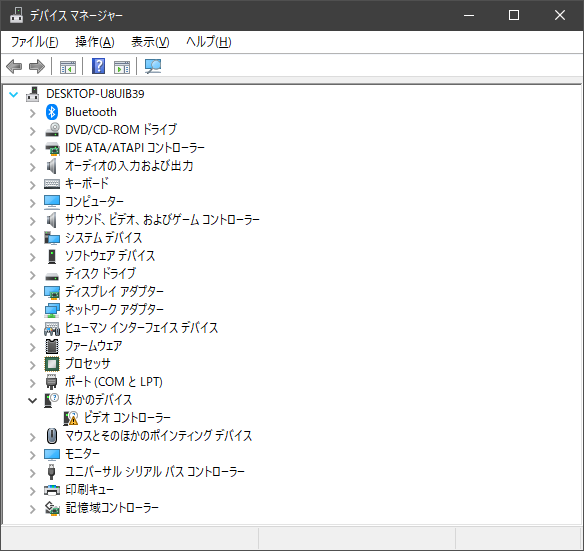 デバイス マネージャー
ファイル(F) 操作(A) 表示(V) ヘルプ(H)
DESKTOP-U8UIB39
Bluetooth
DVD/CD-ROM ドライブ
IDE ATA/ATAPI コントローラー
オーディオの入力および出力
キーボード
コンピューター
サウンド、ビデオ、およびゲーム コントローラー
システム デバイス
ソフトウェア デバイス
ディスク ドライブ
ディスプレイ アダプター
ネットワーク アダプター
ヒューマン インターフェイス デバイス
ファームウェア
プロセッサ
ポート (COM と LPT)
ほかのデバイス
ビデオ コントローラー
マウスとそのほかのポインティング デバイス
モニター
ユニバーサル シリアル バス コントローラー
印刷キュー
記憶域コントローラー